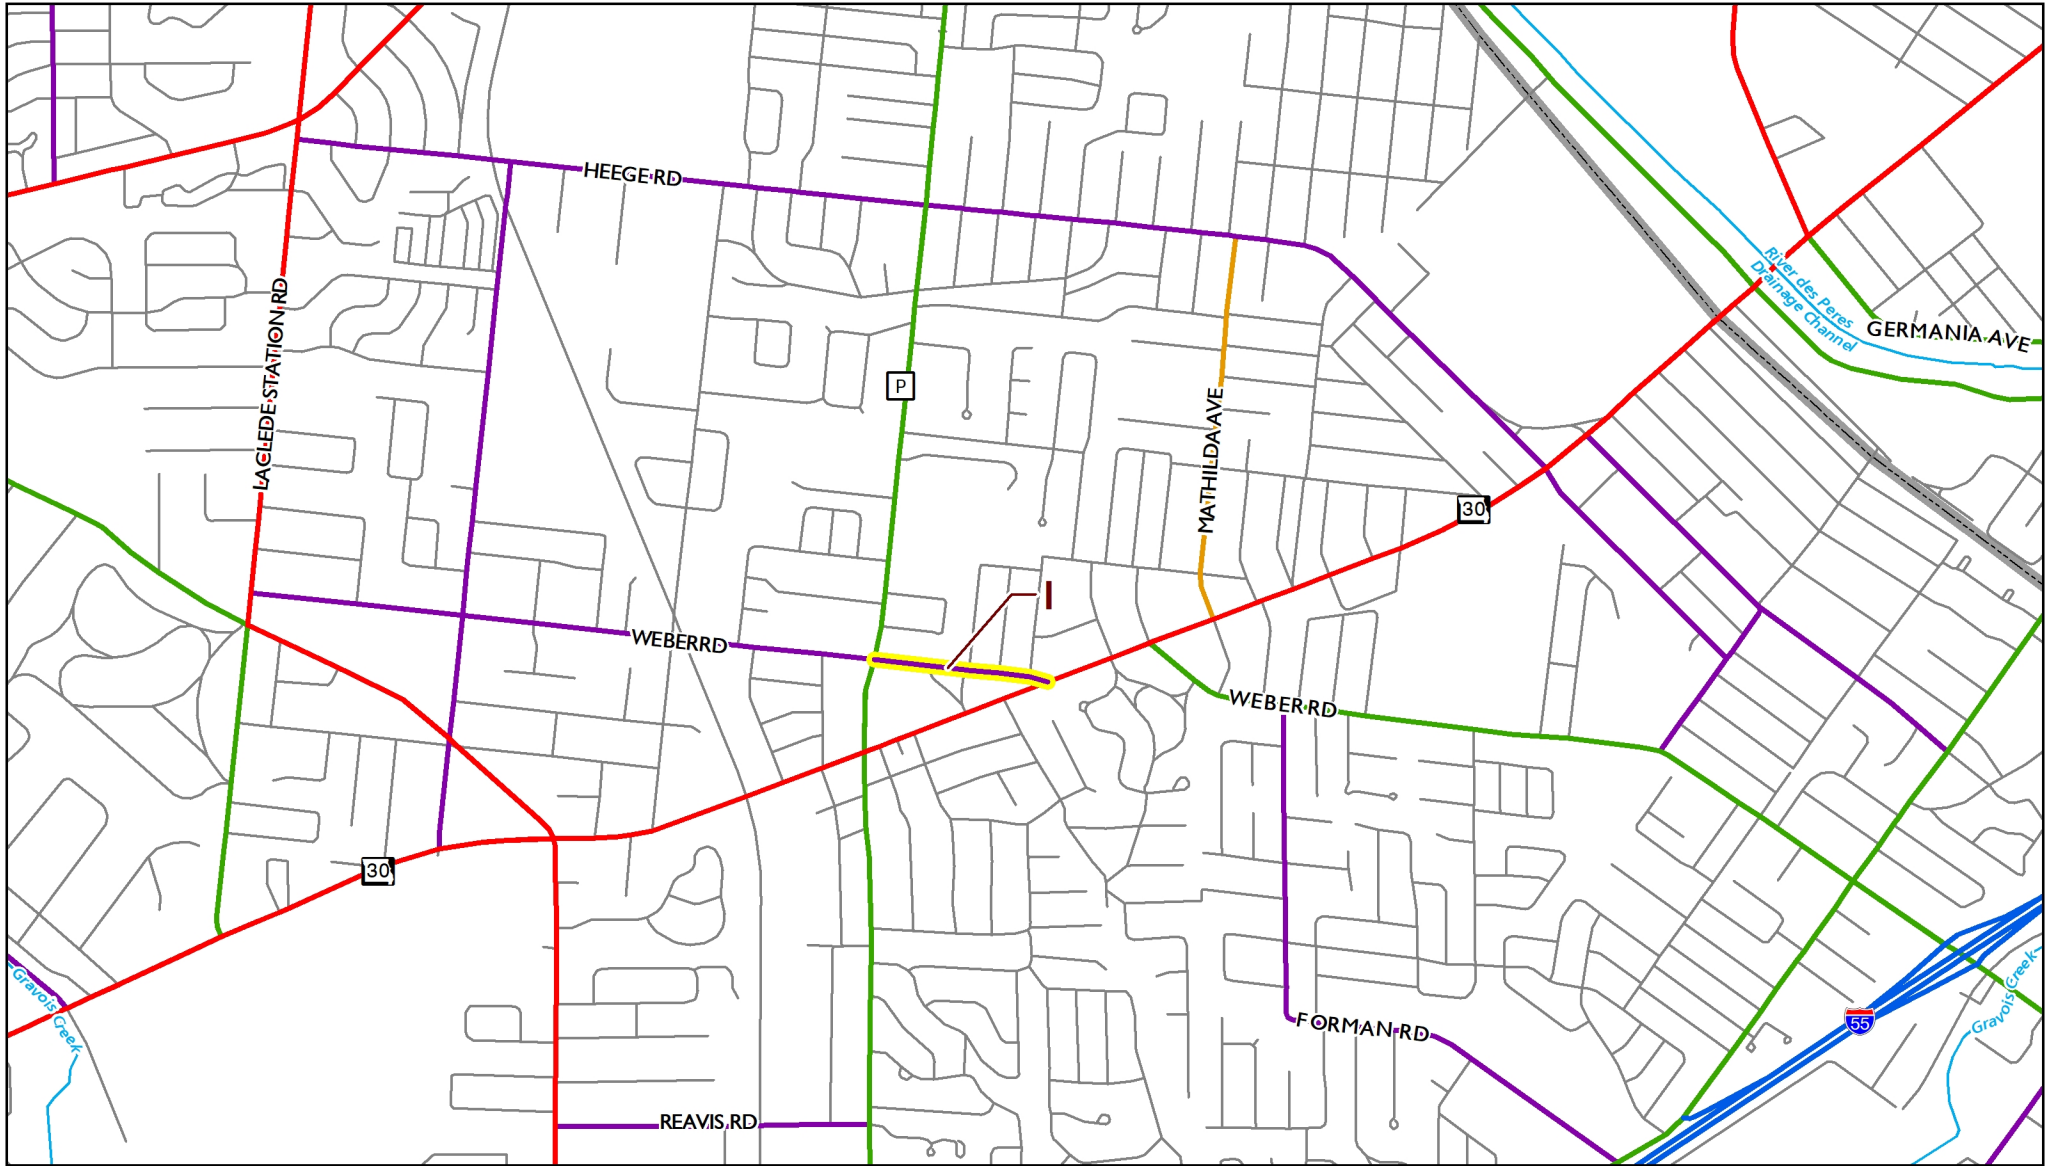 HEEGE RD
River des Peres
Drainage Channel
LACLEDE STATION RD
GERMANIA AVE
P
MATHILDA AVE
30
I
WEBER RD
WEBER RD
30
Gravois Creek
Gravois Creek
55
FORMAN RD
REAVIS RD